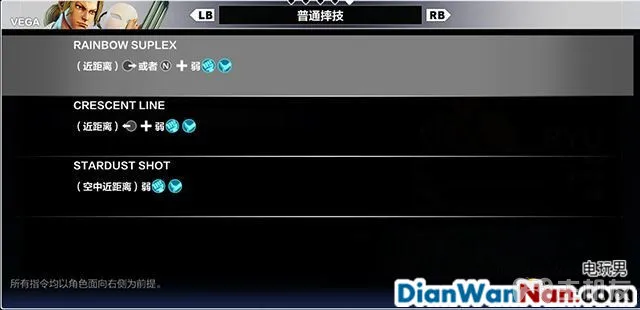 VEGA
LB 普通摔技 RB
RAINBOW SUPLEX
(近距离) 或者 N + 弱
CRESCENT LINE
(近距离) + 弱
STARDUST SHOT
(空中近距离) 弱
所有指令均以角色面向右侧为前提。
电玩男
DianWanNan.com